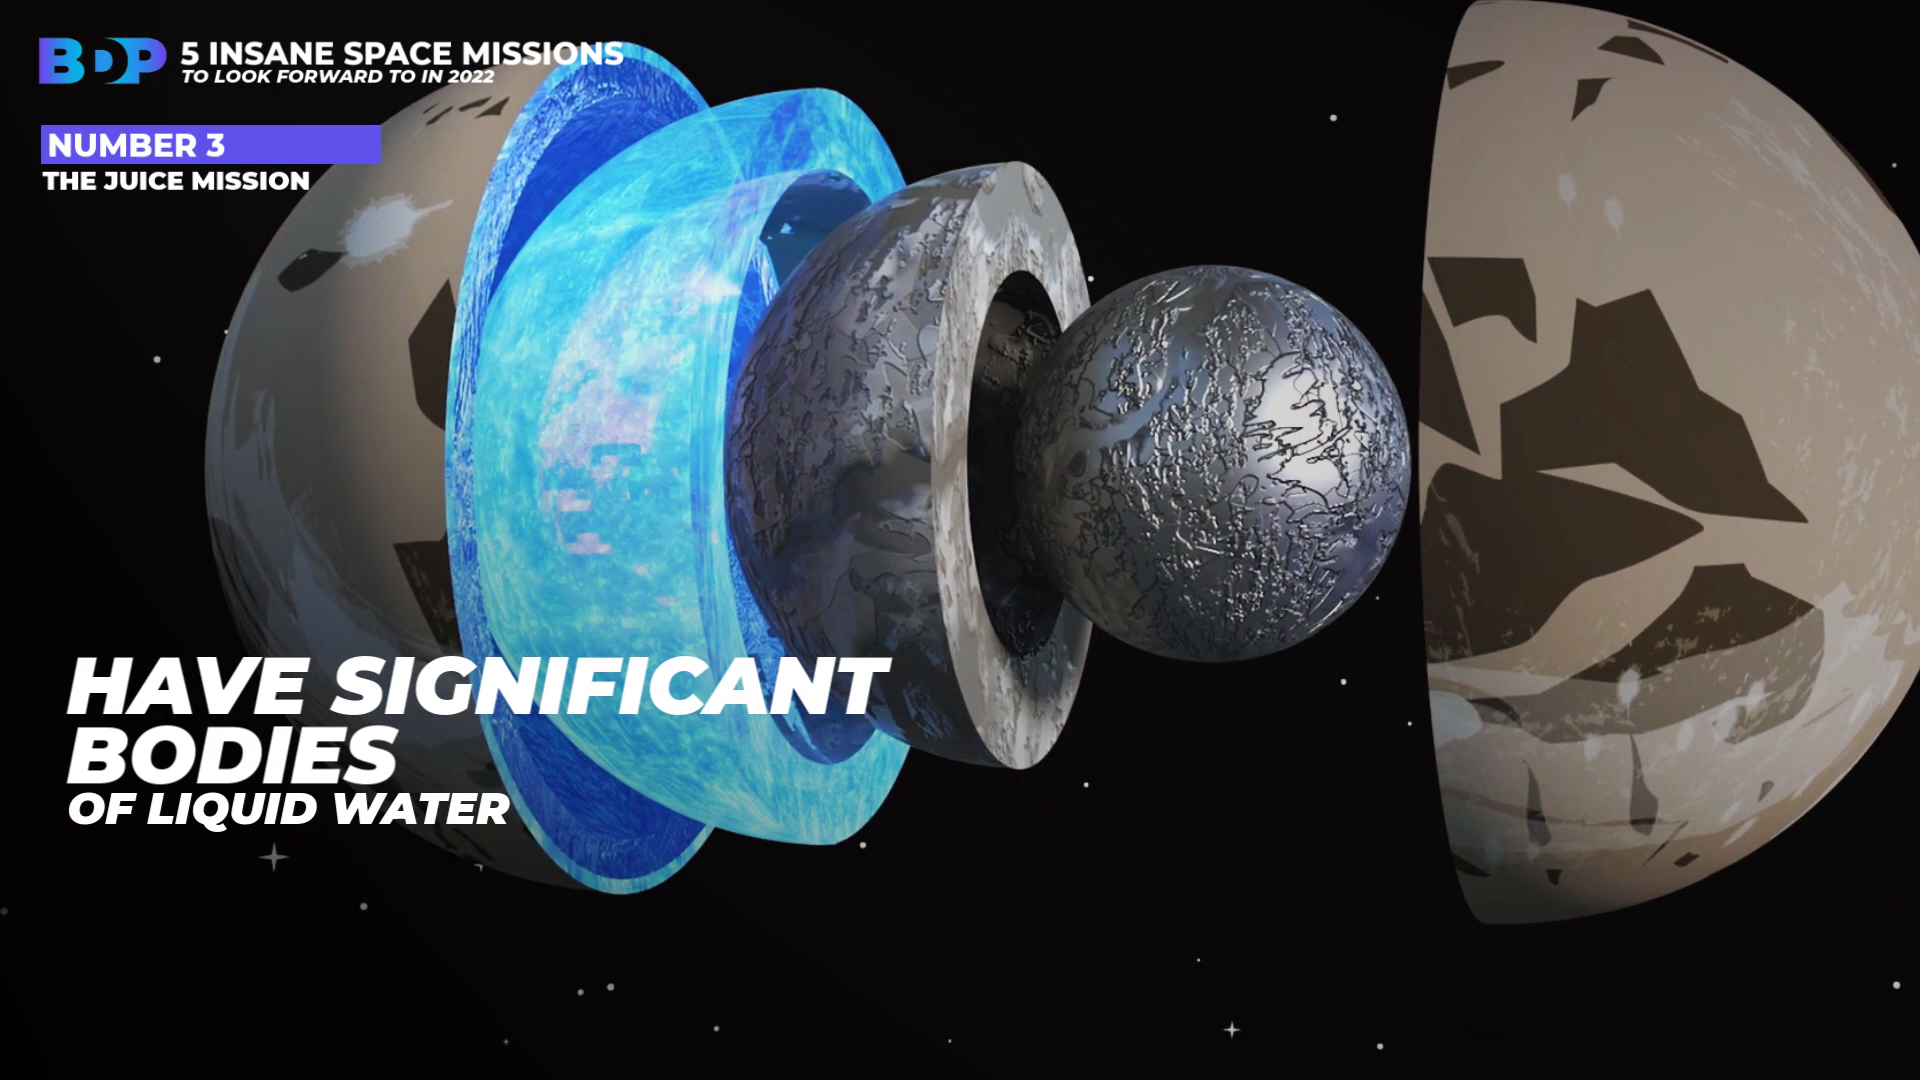 BDP 5 INSANE SPACE MISSIONS
TO LOOK FORWARD TO IN 2022
NUMBER 3
THE JUICE MISSION
HAVE SIGNIFICANT
BODIES
OF LIQUID WATER